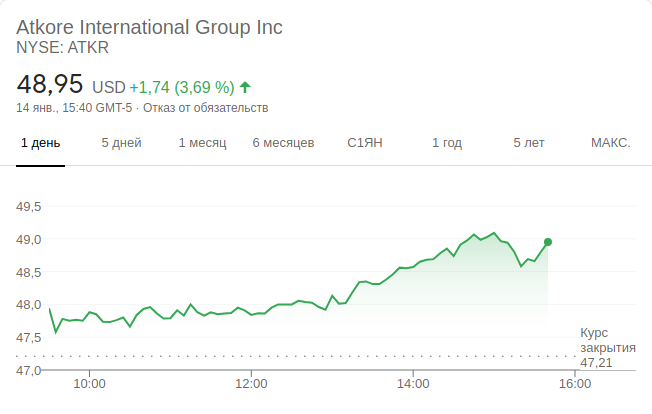 Atkore International Group Inc
NYSE: ATKR
48,95 USD +1,74 (3,69 %)
14 янв., 15:40 GMT-5 · Отказ от обязательств
1 день 5 дней 1 месяц 6 месяцев С1ЯН 1 год 5 лет МАКС.
49,5
49,0
48,5
48,0
47,5
47,0
Курс
закрытия
47,21
10:00 12:00 14:00 16:00